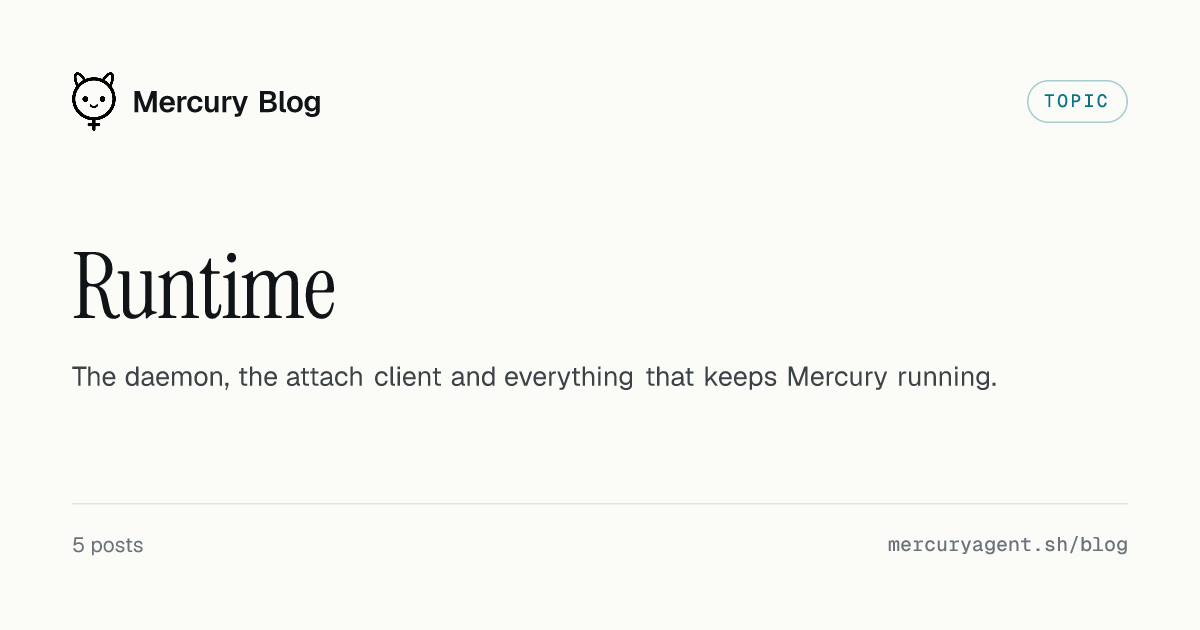 Mercury Blog
TOPIC
Runtime
The daemon, the attach client and everything that keeps Mercury running.
5 posts
mercuryagent.sh/blog